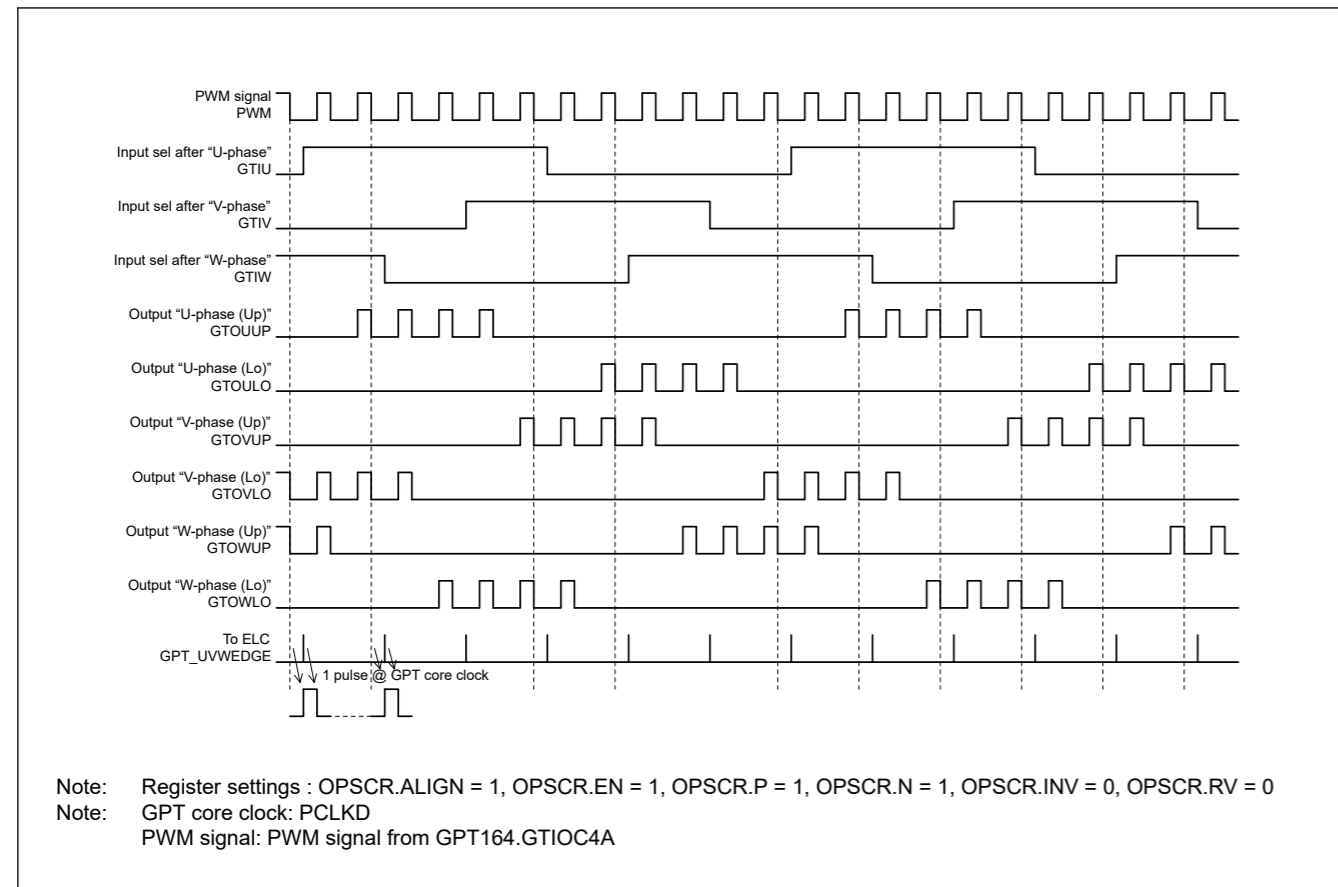 PWM signal
PWM
Input sel after “U-phase”
GTIU
Input sel after “V-phase”
GTIV
Input sel after “W-phase”
GTIW
Output “U-phase (Up)”
GTOUUP
Output “U-phase (Lo)”
GTOULO
Output “V-phase (Up)”
GTOVUP
Output “V-phase (Lo)”
GTOVLO
Output “W-phase (Up)”
GTOWUP
Output “W-phase (Lo)”
GTOWLO
To ELC
GPT_UVWEDGE
1 pulse @ GPT core clock
Note: Register settings : OPSCR.ALIGN = 1, OPSCR.EN = 1, OPSCR.P = 1, OPSCR.N = 1, OPSCR.INV = 0, OPSCR.RV = 0
Note: GPT core clock: PCLKD
PWM signal: PWM signal from GPT164.GTIOC4A